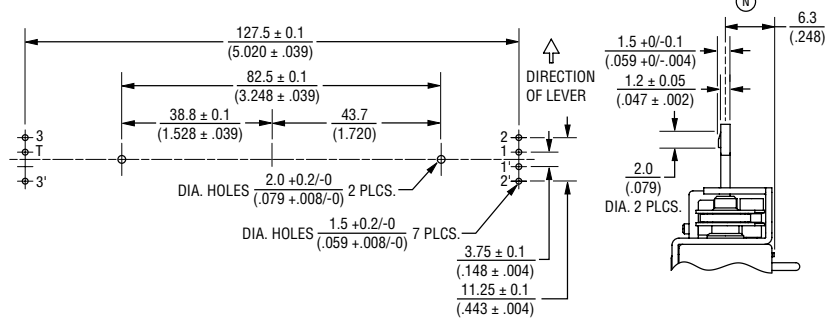 N
127.5 ± 0.1
(5.020 ± .039)
82.5 ± 0.1
(3.248 ± .039)
38.8 ± 0.1
(1.528 ± .039)
43.7
(1.720)
DIRECTION
OF LEVER
3
T
3'
2
1
1'
2'
DIA. HOLES 2.0 +0.2/-0 2 PLCS.
(.079 +.008/-0)
DIA. HOLES 1.5 +0.2/-0 7 PLCS.
(.059 +.008/-0)
3.75 ± 0.1
(.148 ± .004)
11.25 ± 0.1
(.443 ± .004)
6.3
(.248)
1.5 +0/-0.1
(.059 +0/-.004)
1.2 ± 0.05
(.047 ± .002)
2.0
(.079)
DIA. 2 PLCS.